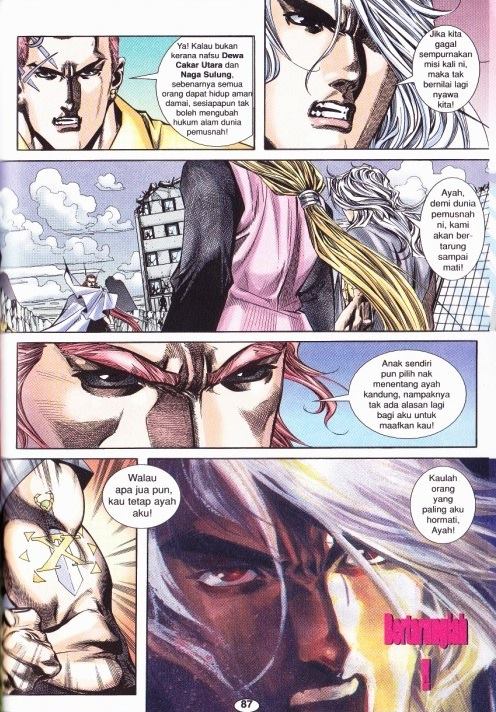 Ya! Kalau bukan
kerana nafsu Dewa
Cakar Utara dan
Naga Sulung,
sebenarnya semua
orang dapat hidup aman
damai, sesiapapun tak
boleh mengubah
hukum alam dunia
pemusnah!
Jika kita
gagal
sempurnakan
misi kali ni,
maka tak
bernilai lagi
nyawa
kita!
Ayah,
demi dunia
pemusnah
ni, kami
akan ber-
tarung
sampai
mati!
Anak sendiri
pun pilih nak
menentang ayah
kandung, nampaknya
tak ada alasan lagi
bagi aku untuk
maafkan kau!
Walau
apa jua pun,
kau tetap ayah
aku!
Kaulah
orang
yang
paling aku
hormati,
Ayah!
Bertarunglah
!
87